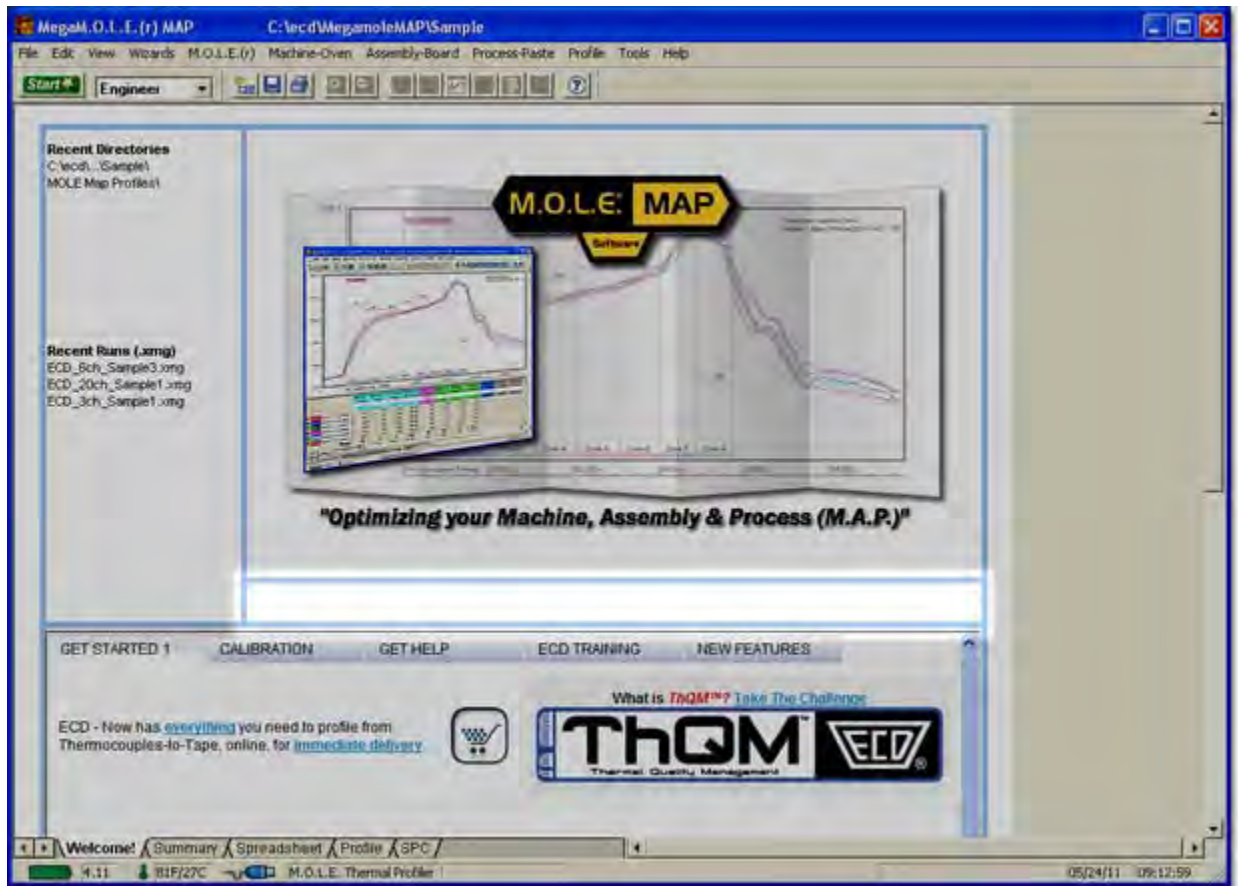 MegaM.O.L.E.(r) MAP C:\ecd\MegamoleMAP\Sample
File Edit View Wizards M.O.L.E.(r) Machine-Oven Assembly-Board Process-Paste Profile Tools Help
Start Engineer
Recent Directories
C:\ecd\...\Sample\
MOLE Map Profiles\
M.O.L.E.® MAP
Software
Recent Runs (.xmg)
ECD_6ch_Sample3.xmg
ECD_20ch_Sample1.xmg
ECD_3ch_Sample1.xmg
"Optimizing your Machine, Assembly & Process (M.A.P.)"
GET STARTED 1 CALIBRATION GET HELP ECD TRAINING NEW FEATURES
What is ThQM™? Take The Challenge
ECD - Now has everything you need to profile from
Thermocouples-to-Tape, online, for immediate delivery
ThQM™ ECD®
Thermal Quality Management
Welcome! Summary Spreadsheet Profile SPC
4.11 81F/27C M.O.L.E. Thermal Profiler 05/24/11 09:12:59